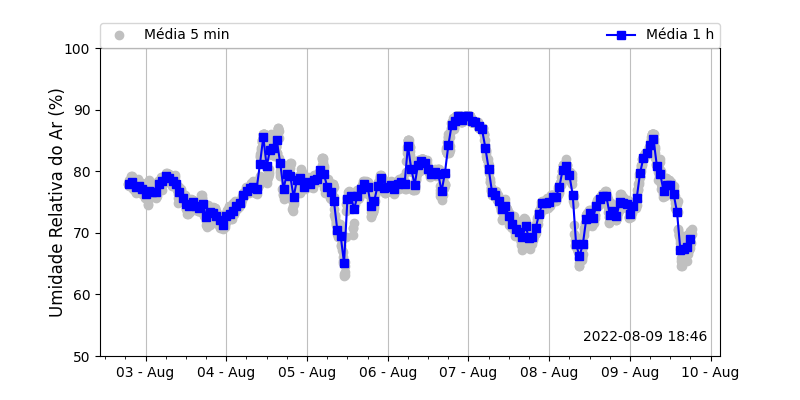 Média 5 min Média 1 h
Umidade Relativa do Ar (%)
100
90
80
70
60
50
2022-08-09 18:46
03 - Aug 04 - Aug 05 - Aug 06 - Aug 07 - Aug 08 - Aug 09 - Aug 10 - Aug